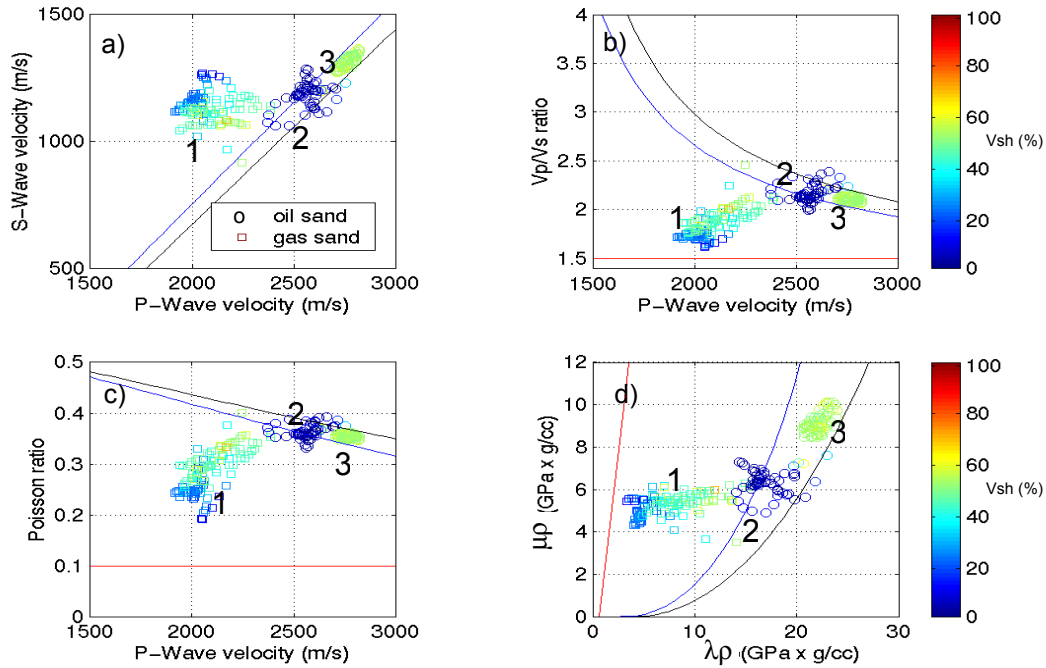 a)
1500
1000
500
S-Wave velocity (m/s)
1
2
3
oil sand
gas sand
1500 2000 2500 3000
P-Wave velocity (m/s)
b)
4
3.5
3
2.5
2
1.5
Vp/Vs ratio
1
2
3
1500 2000 2500 3000
P-Wave velocity (m/s)
100
80
60
40
20
0
Vsh (%)
c)
0.5
0.4
0.3
0.2
0.1
0
Poisson ratio
1
2
3
1500 2000 2500 3000
P-Wave velocity (m/s)
d)
12
10
8
6
4
2
0
μρ (GPa x g/cc)
1
2
3
0 10 20 30
λρ (GPa x g/cc)
100
80
60
40
20
0
Vsh (%)